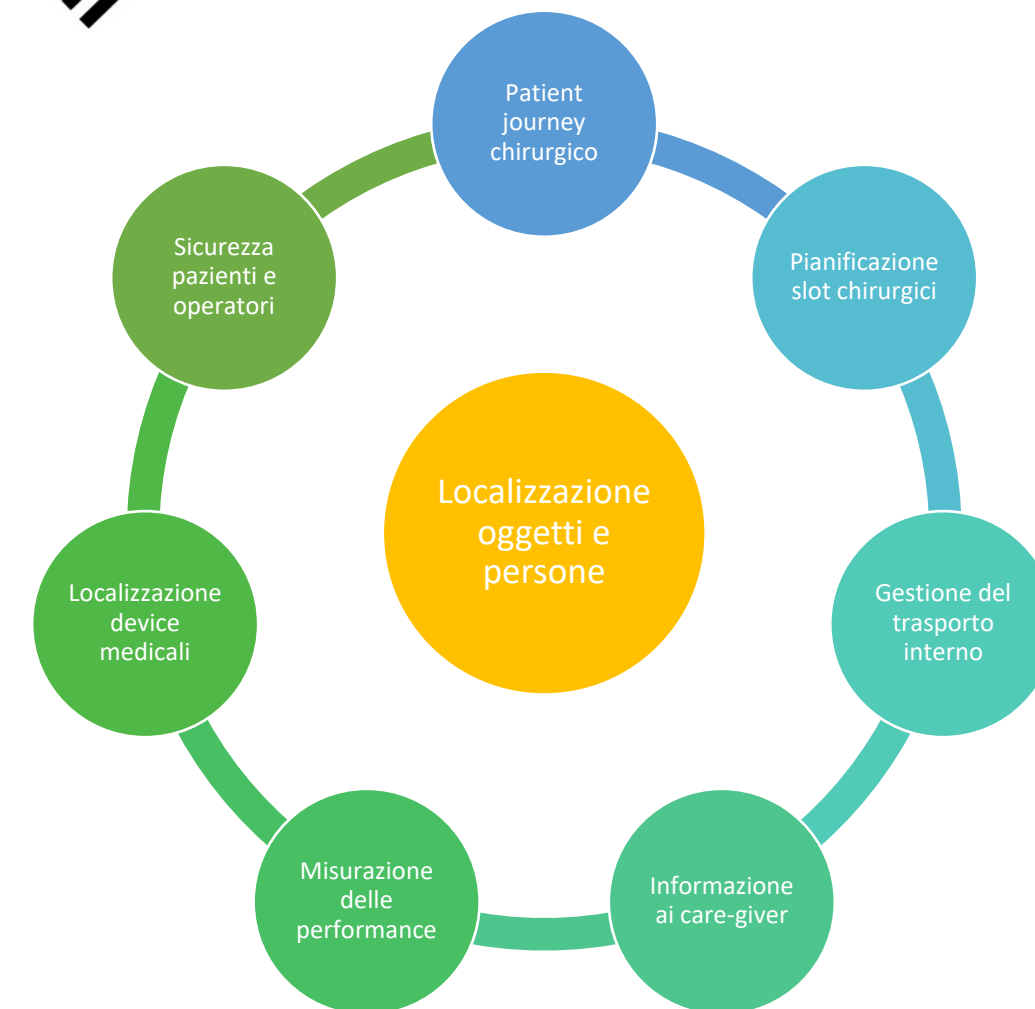 Patient
journey
chirurgico
Pianificazione
slot chirurgici
Gestione del
trasporto
interno
Informazione
ai care-giver
Misurazione
delle
performance
Localizzazione
device
medicali
Sicurezza
pazienti e
operatori
Localizzazione
oggetti e
persone